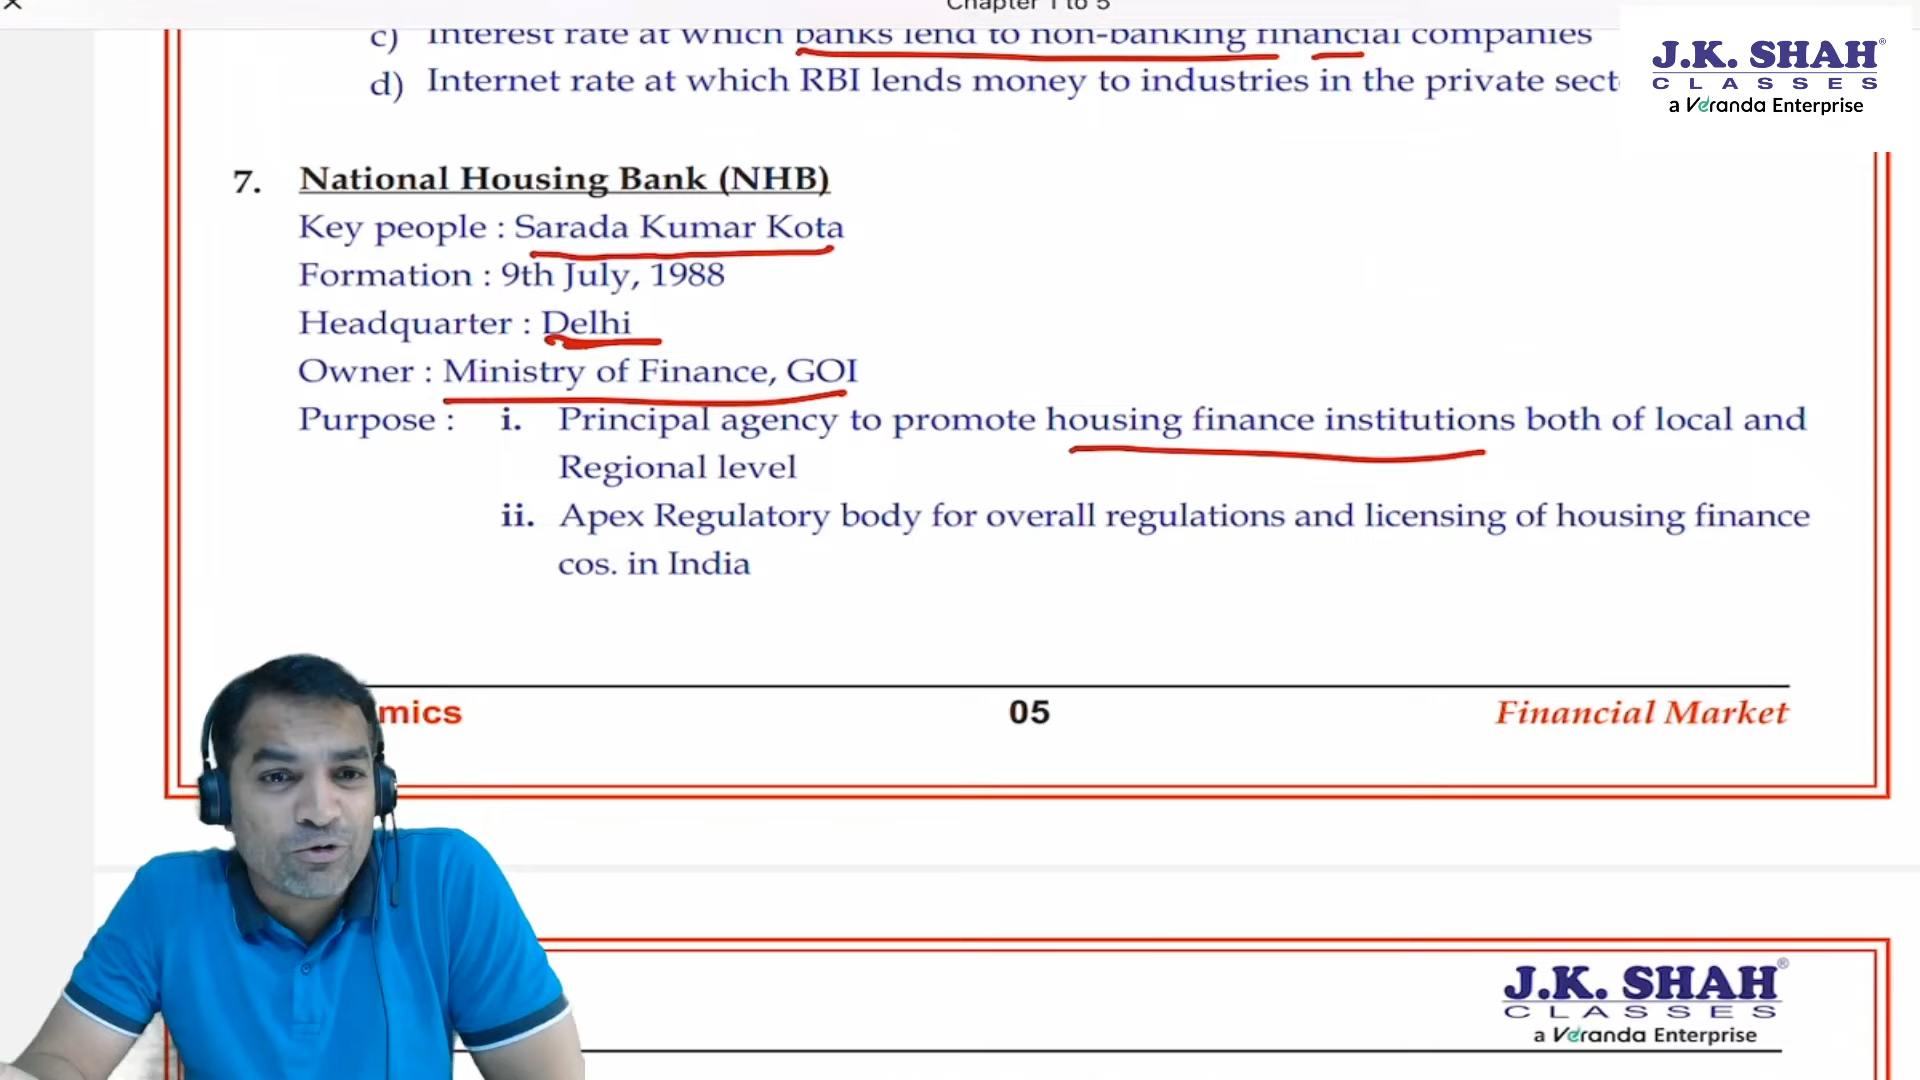 Chapter 1 to 5
c) Interest rate at which banks lend to non-banking financial companies
d) Internet rate at which RBI lends money to industries in the private
J.K. SHAH®
CLASSES
a Veranda Enterprise
7. National Housing Bank (NHB)
Key people : Sarada Kumar Kota
Formation : 9th July, 1988
Headquarter : Delhi
Owner : Ministry of Finance, GOI
Purpose : i. Principal agency to promote housing finance institutions both of local and
Regional level
ii. Apex Regulatory body for overall regulations and licensing of housing finance
cos. in India
mics 05 Financial Market
J.K. SHAH®
CLASSES
a Veranda Enterprise